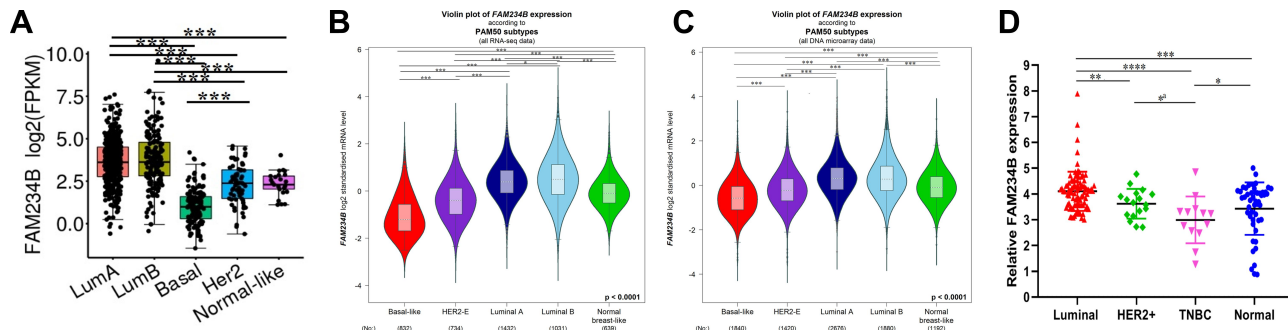 A
***
***
***
***
***
***
***
10.0
7.5
5.0
2.5
0.0
FAM234B log2(FPKM)
LumA
LumB
Basal
Her2
Normal-like
B
Violin plot of FAM234B expression
according to
PAM50 subtypes
(all RNA-seq data)
6
4
2
0
-2
-4
FAM234B log2 standardised mRNA level
***
***
***
***
***
*
***
***
***
p < 0.0001
Basal-like
HER2-E
Luminal A
Luminal B
Normal
breast-like
(No:)
(832)
(734)
(1432)
(1031)
(639)
C
Violin plot of FAM234B expression
according to
PAM50 subtypes
(all DNA microarray data)
6
4
2
0
-2
-4
FAM234B log2 standardised mRNA level
***
***
***
***
***
***
***
***
***
p < 0.0001
Basal-like
HER2-E
Luminal A
Luminal B
Normal
breast-like
(No:)
(1840)
(1420)
(2676)
(1880)
(1192)
D
***
****
**
*
*a
9
8
7
6
5
4
3
2
1
0
Relative FAM234B expression
Luminal
HER2+
TNBC
Normal